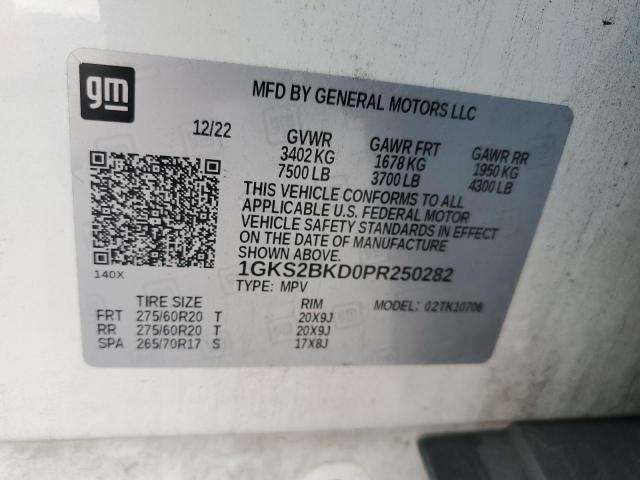 gm
MFD BY GENERAL MOTORS LLC
12/22 GVWR GAWR FRT GAWR RR
3402 KG 1678 KG 1950 KG
7500 LB 3700 LB 4300 LB
THIS VEHICLE CONFORMS TO ALL
APPLICABLE U.S. FEDERAL MOTOR
VEHICLE SAFETY STANDARDS IN EFFECT
ON THE DATE OF MANUFACTURE
SHOWN ABOVE.
140X 1GKS2BKD0PR250282
TYPE: MPV MODEL: 02TK10706
TIRE SIZE RIM
FRT 275/60R20 T 20X9J
RR 275/60R20 T 20X9J
SPA 265/70R17 S 17X8J